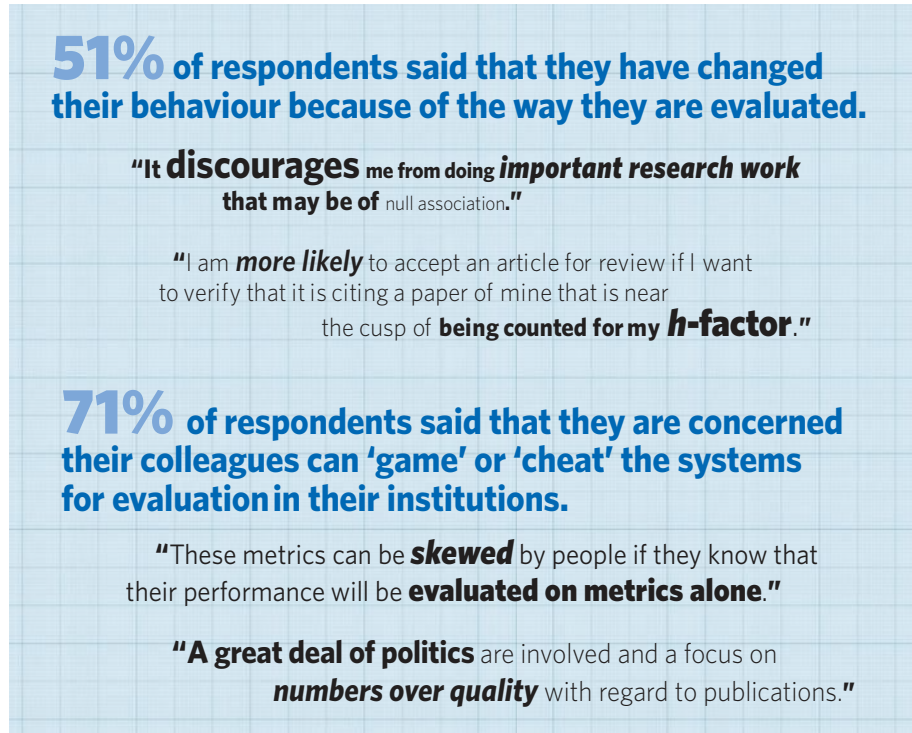 51% of respondents said that they have changed
their behaviour because of the way they are evaluated.
“It discourages me from doing important research work
that may be of null association.”
“I am more likely to accept an article for review if I want
to verify that it is citing a paper of mine that is near
the cusp of being counted for my h-factor.”
71% of respondents said that they are concerned
their colleagues can ‘game’ or ‘cheat’ the systems
for evaluation in their institutions.
“These metrics can be skewed by people if they know that
their performance will be evaluated on metrics alone.”
“A great deal of politics are involved and a focus on
numbers over quality with regard to publications.”